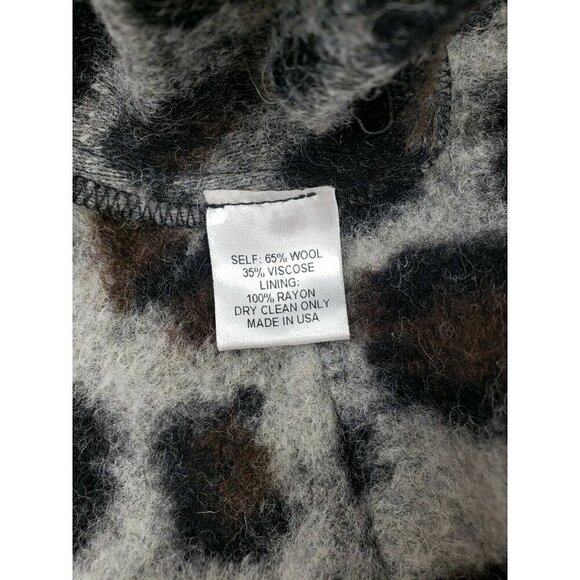 SELF: 65% WOOL
35% VISCOSE
LINING:
100% RAYON
DRY CLEAN ONLY
MADE IN USA